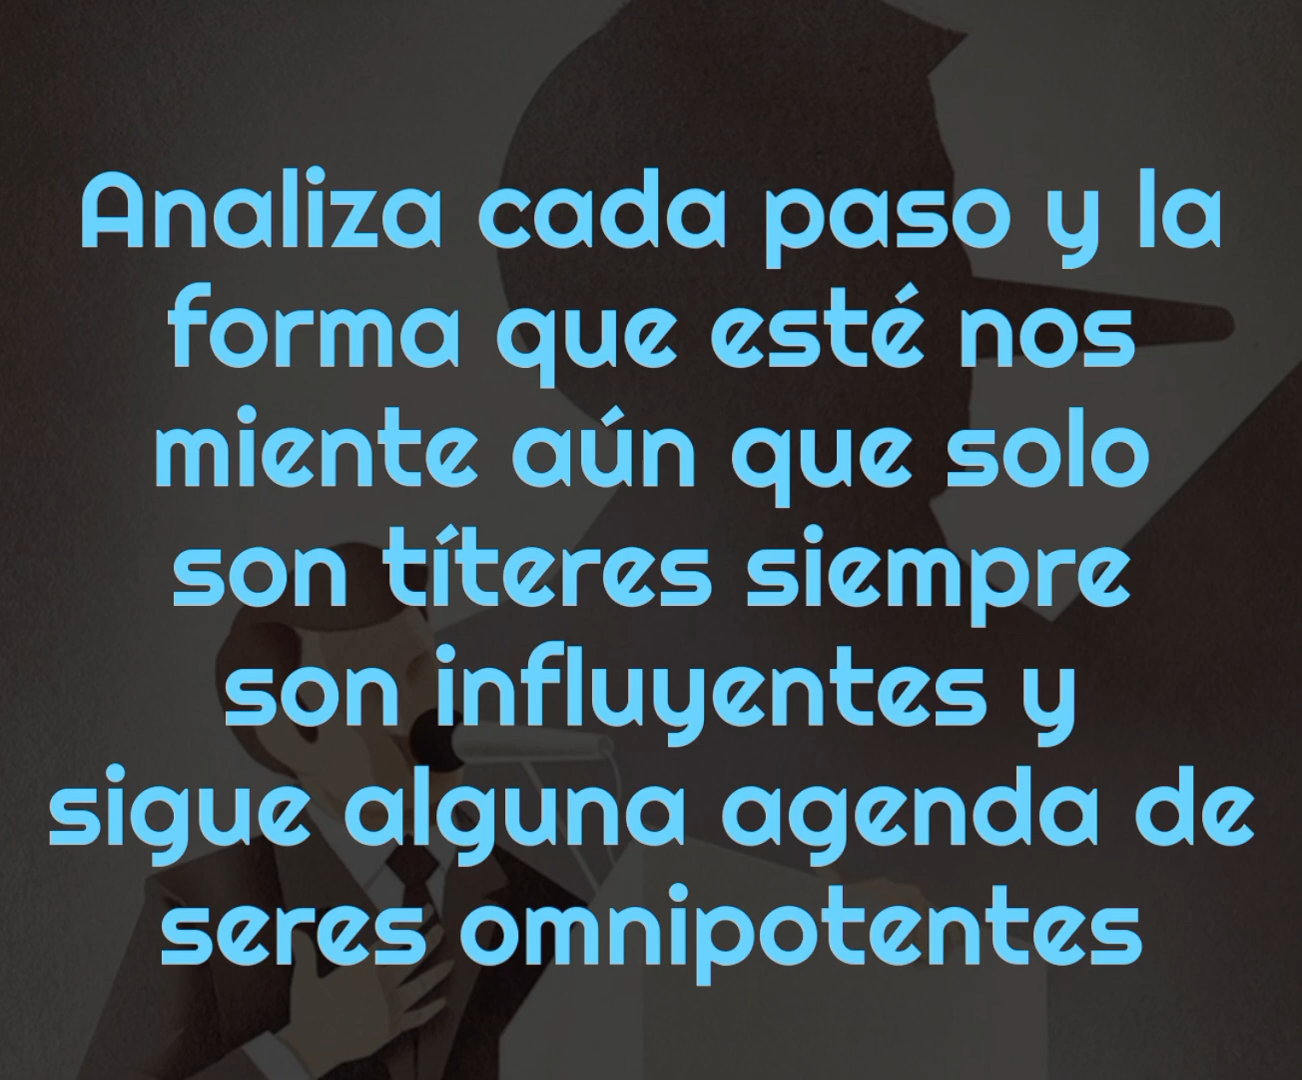 Analiza cada paso y la
forma que esté nos
miente aún que solo
son títeres siempre
son influyentes y
sigue alguna agenda de
seres omnipotentes